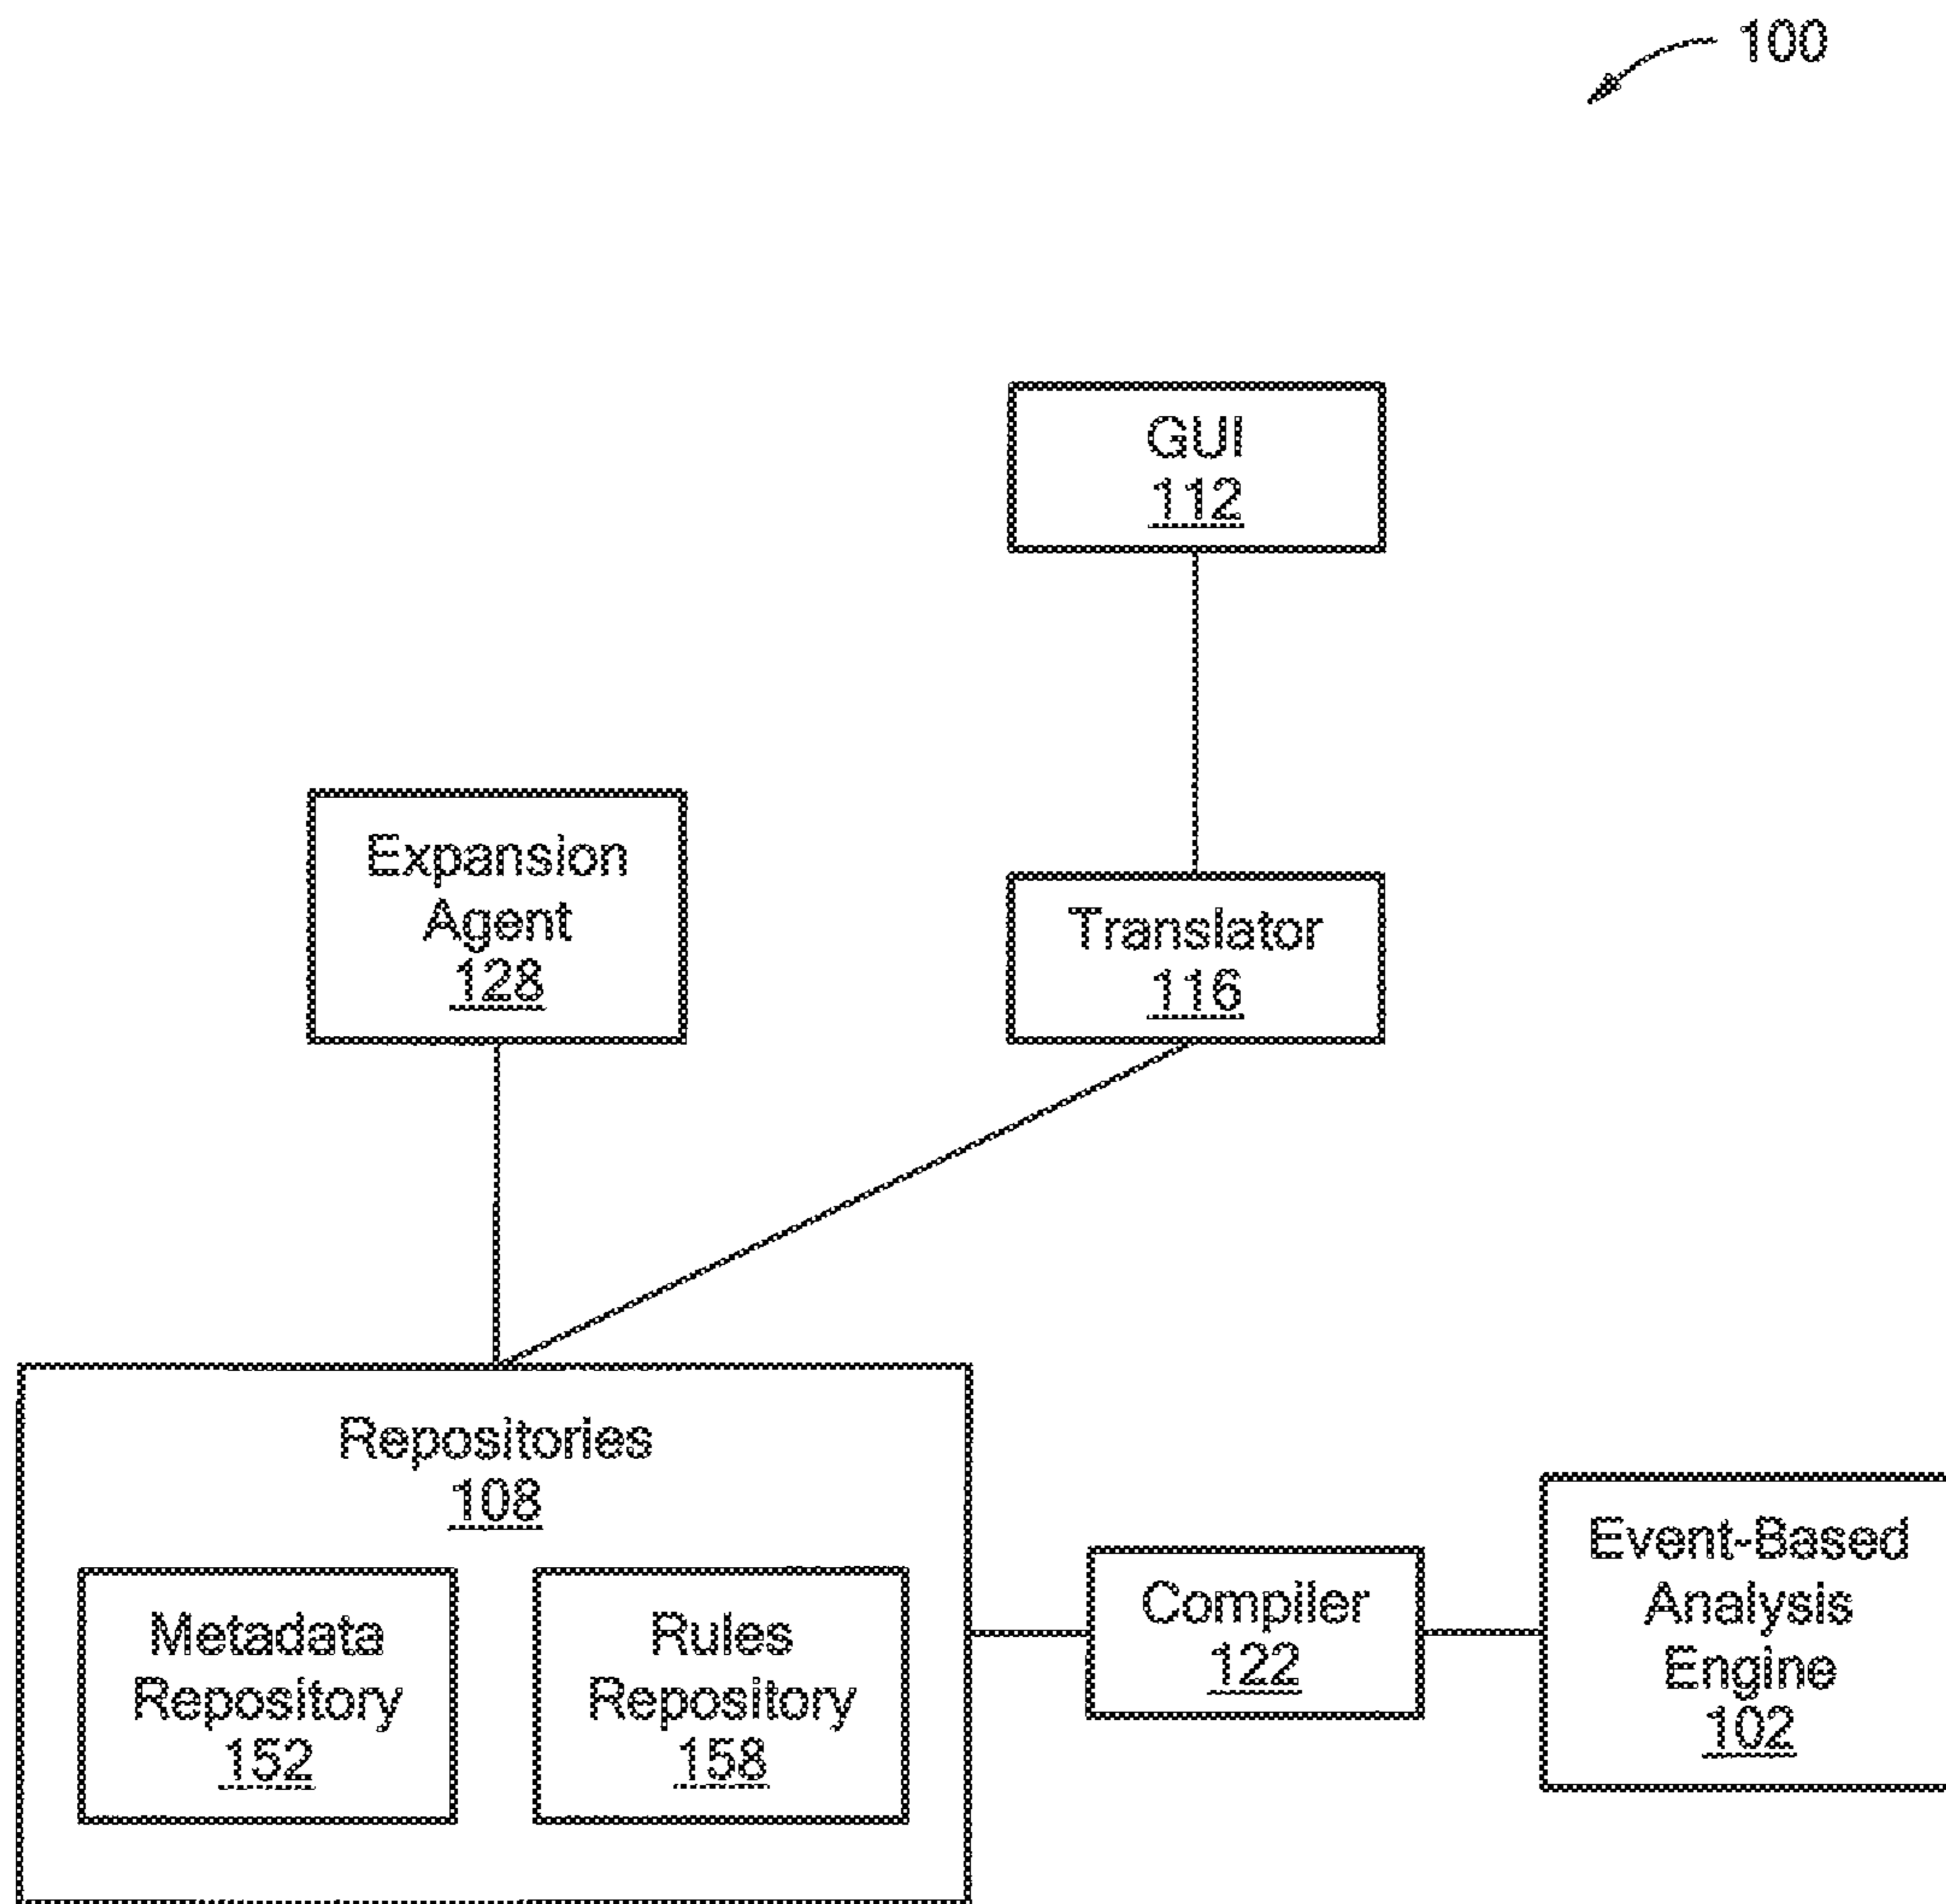 100
GUI
112
Expansion
Agent
128
Translator
116
Repositories
108
Metadata
Repository
152
Rules
Repository
158
Compiler
122
Event-Based
Analysis
Engine
102